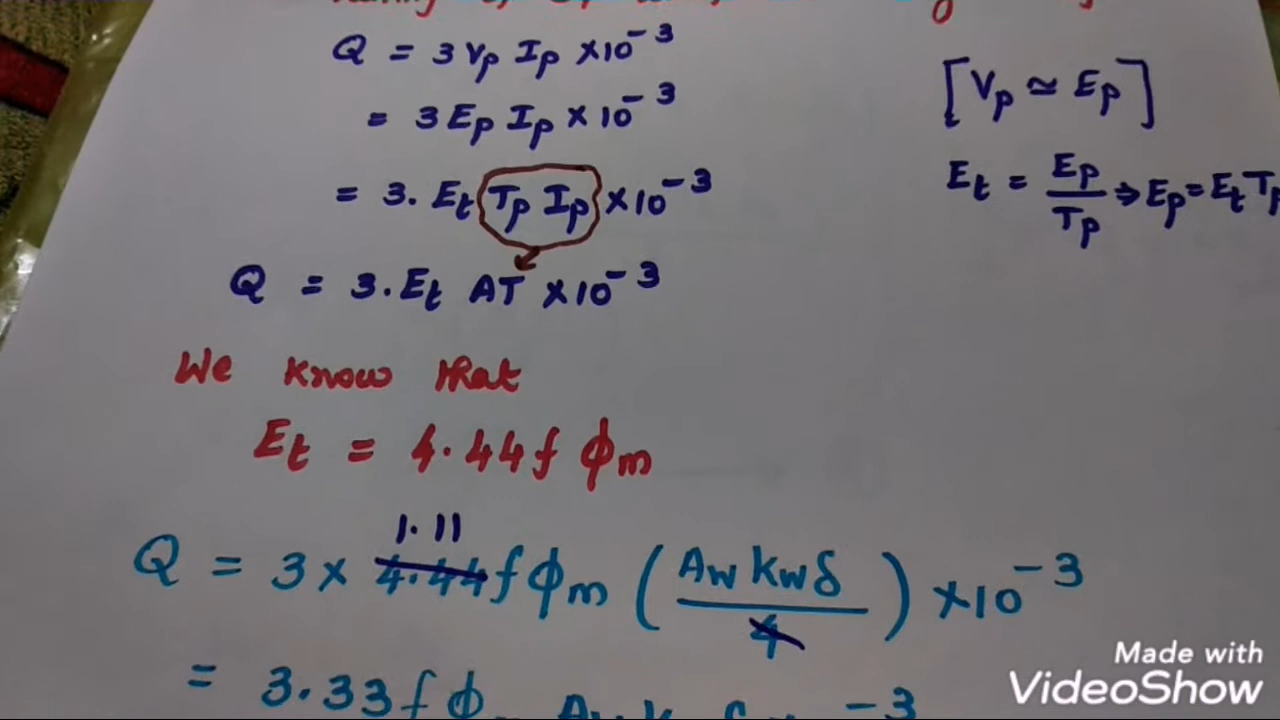 Q = 3 Vp Ip ×10⁻³
= 3 Ep Ip × 10⁻³
[Vp ≃ Ep]
= 3. Et Tp Ip ×10⁻³
Et = Ep/Tp ⇒ Ep = Et Tp
Q = 3. Et AT ×10⁻³
We know that
Et = 4.44f ϕm
1.11
Q = 3 × 4.44 f ϕm (Aw Kw δ / 4) ×10⁻³
= 3.33 f ϕ
Made with
VideoShow